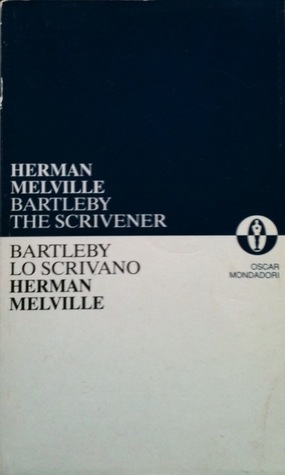 HERMAN
MELVILLE
BARTLEBY
THE SCRIVENER
BARTLEBY
LO SCRIVANO
HERMAN
MELVILLE
OSCAR
MONDADORI